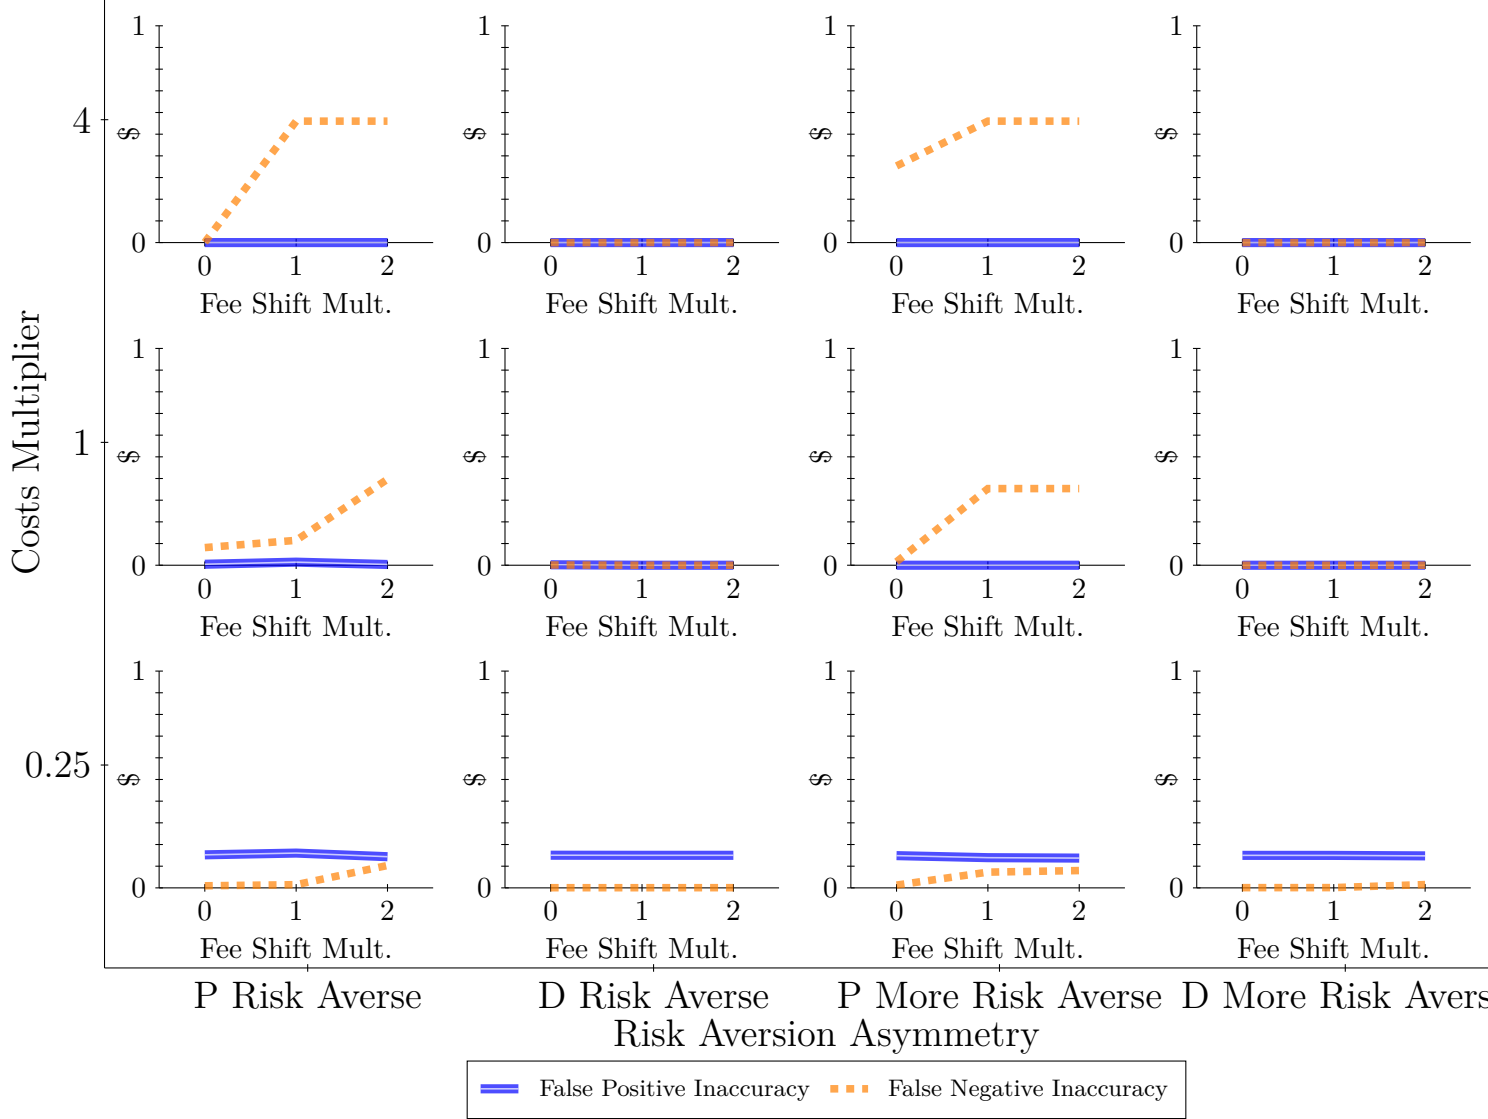 1 1 1 1
4 $ $ $ $
0 0 0 0
0 1 2 0 1 2 0 1 2 0 1 2
Fee Shift Mult. Fee Shift Mult. Fee Shift Mult. Fee Shift Mult.
Costs Multiplier
1 1 1 1
1 $ $ $ $
0 0 0 0
0 1 2 0 1 2 0 1 2 0 1 2
Fee Shift Mult. Fee Shift Mult. Fee Shift Mult. Fee Shift Mult.
1 1 1 1
0.25 $ $ $ $
0 0 0 0
0 1 2 0 1 2 0 1 2 0 1 2
Fee Shift Mult. Fee Shift Mult. Fee Shift Mult. Fee Shift Mult.
P Risk Averse D Risk Averse P More Risk Averse D More Risk Avers
Risk Aversion Asymmetry
False Positive Inaccuracy False Negative Inaccuracy